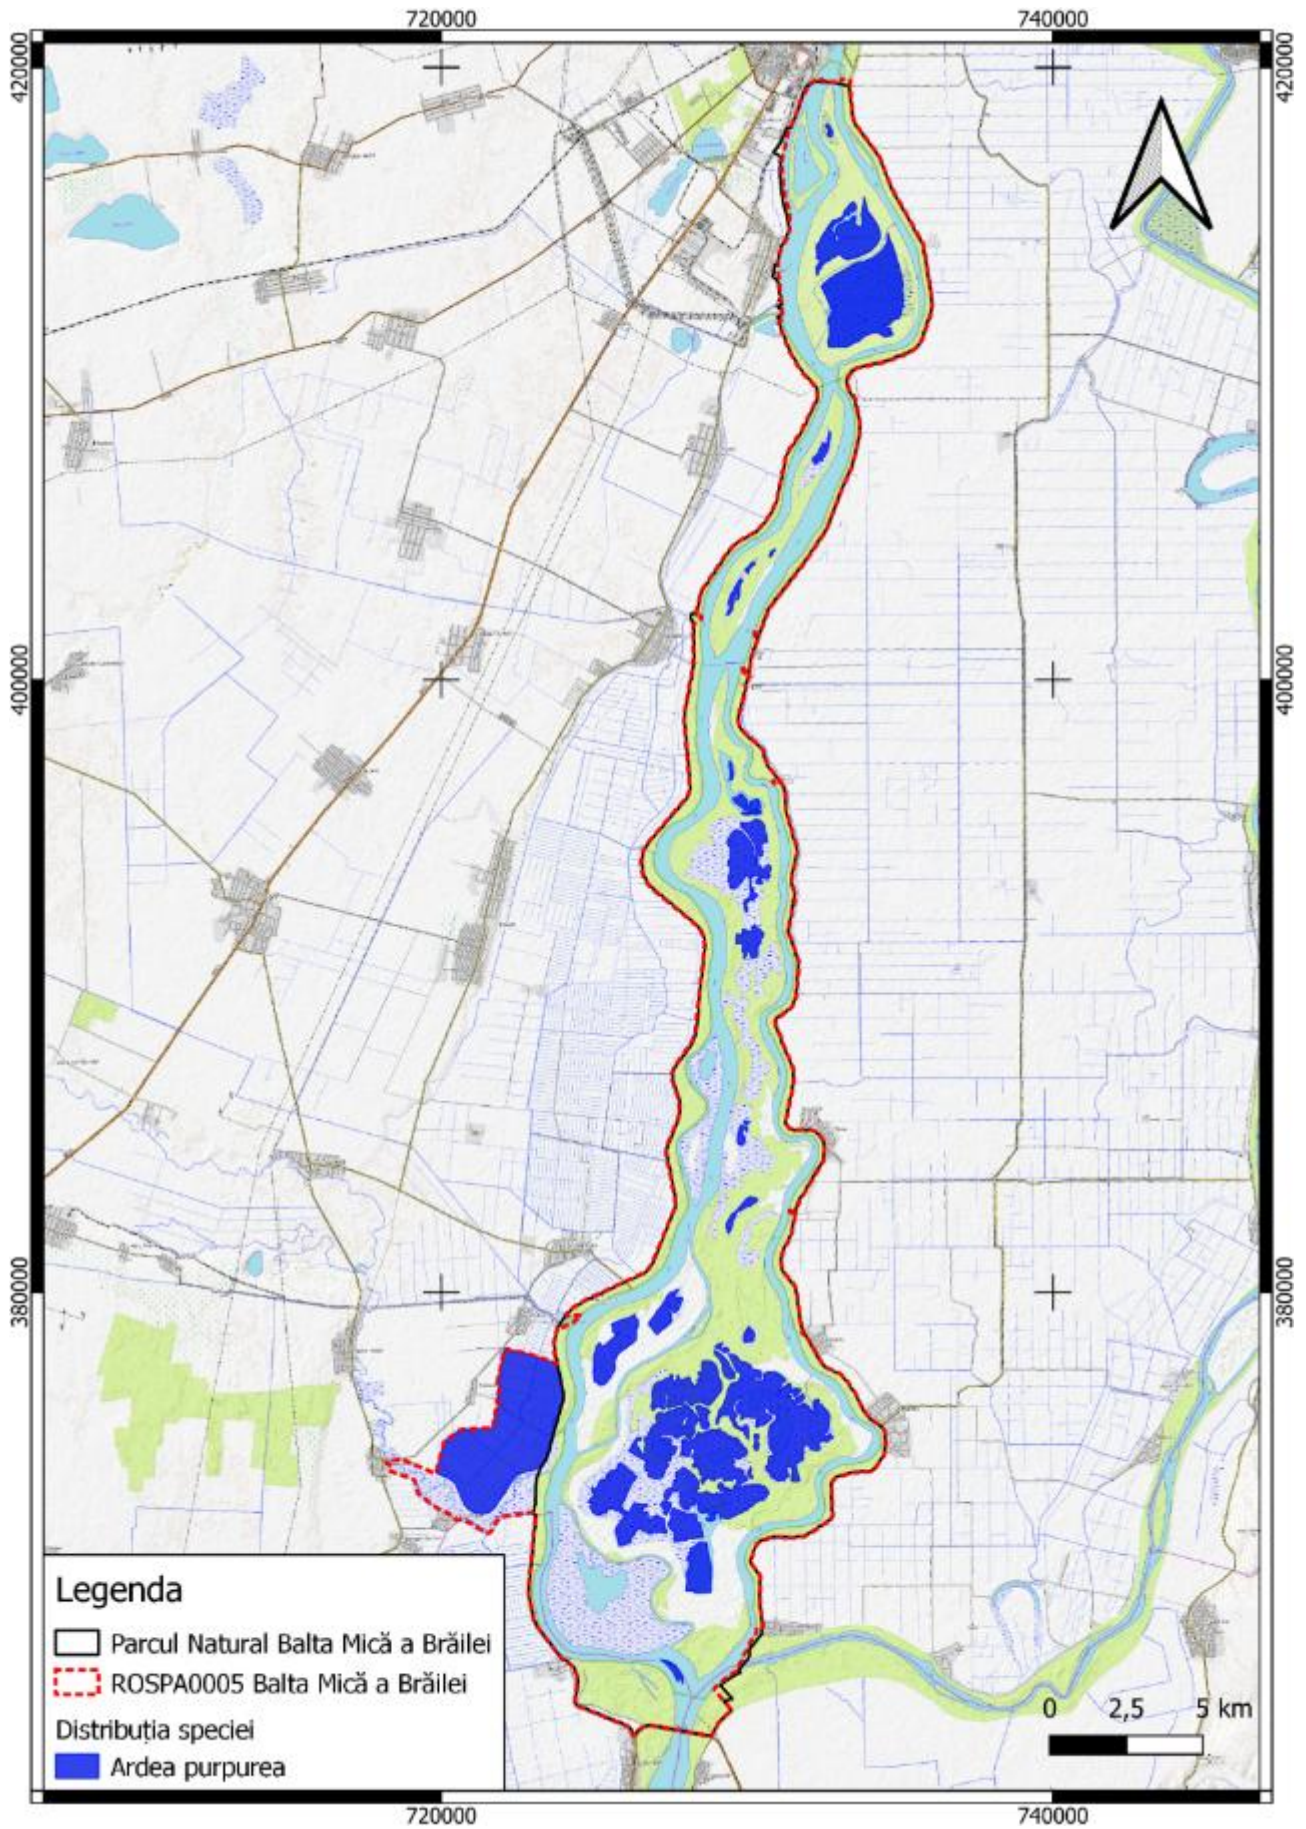 720000 740000
420000 420000
400000 400000
380000 380000
Legenda
Parcul Natural Balta Mică a Brăilei
ROSPA0005 Balta Mică a Brăilei
Distribuția speciei
Ardea purpurea
0 2,5 5 km
720000 740000